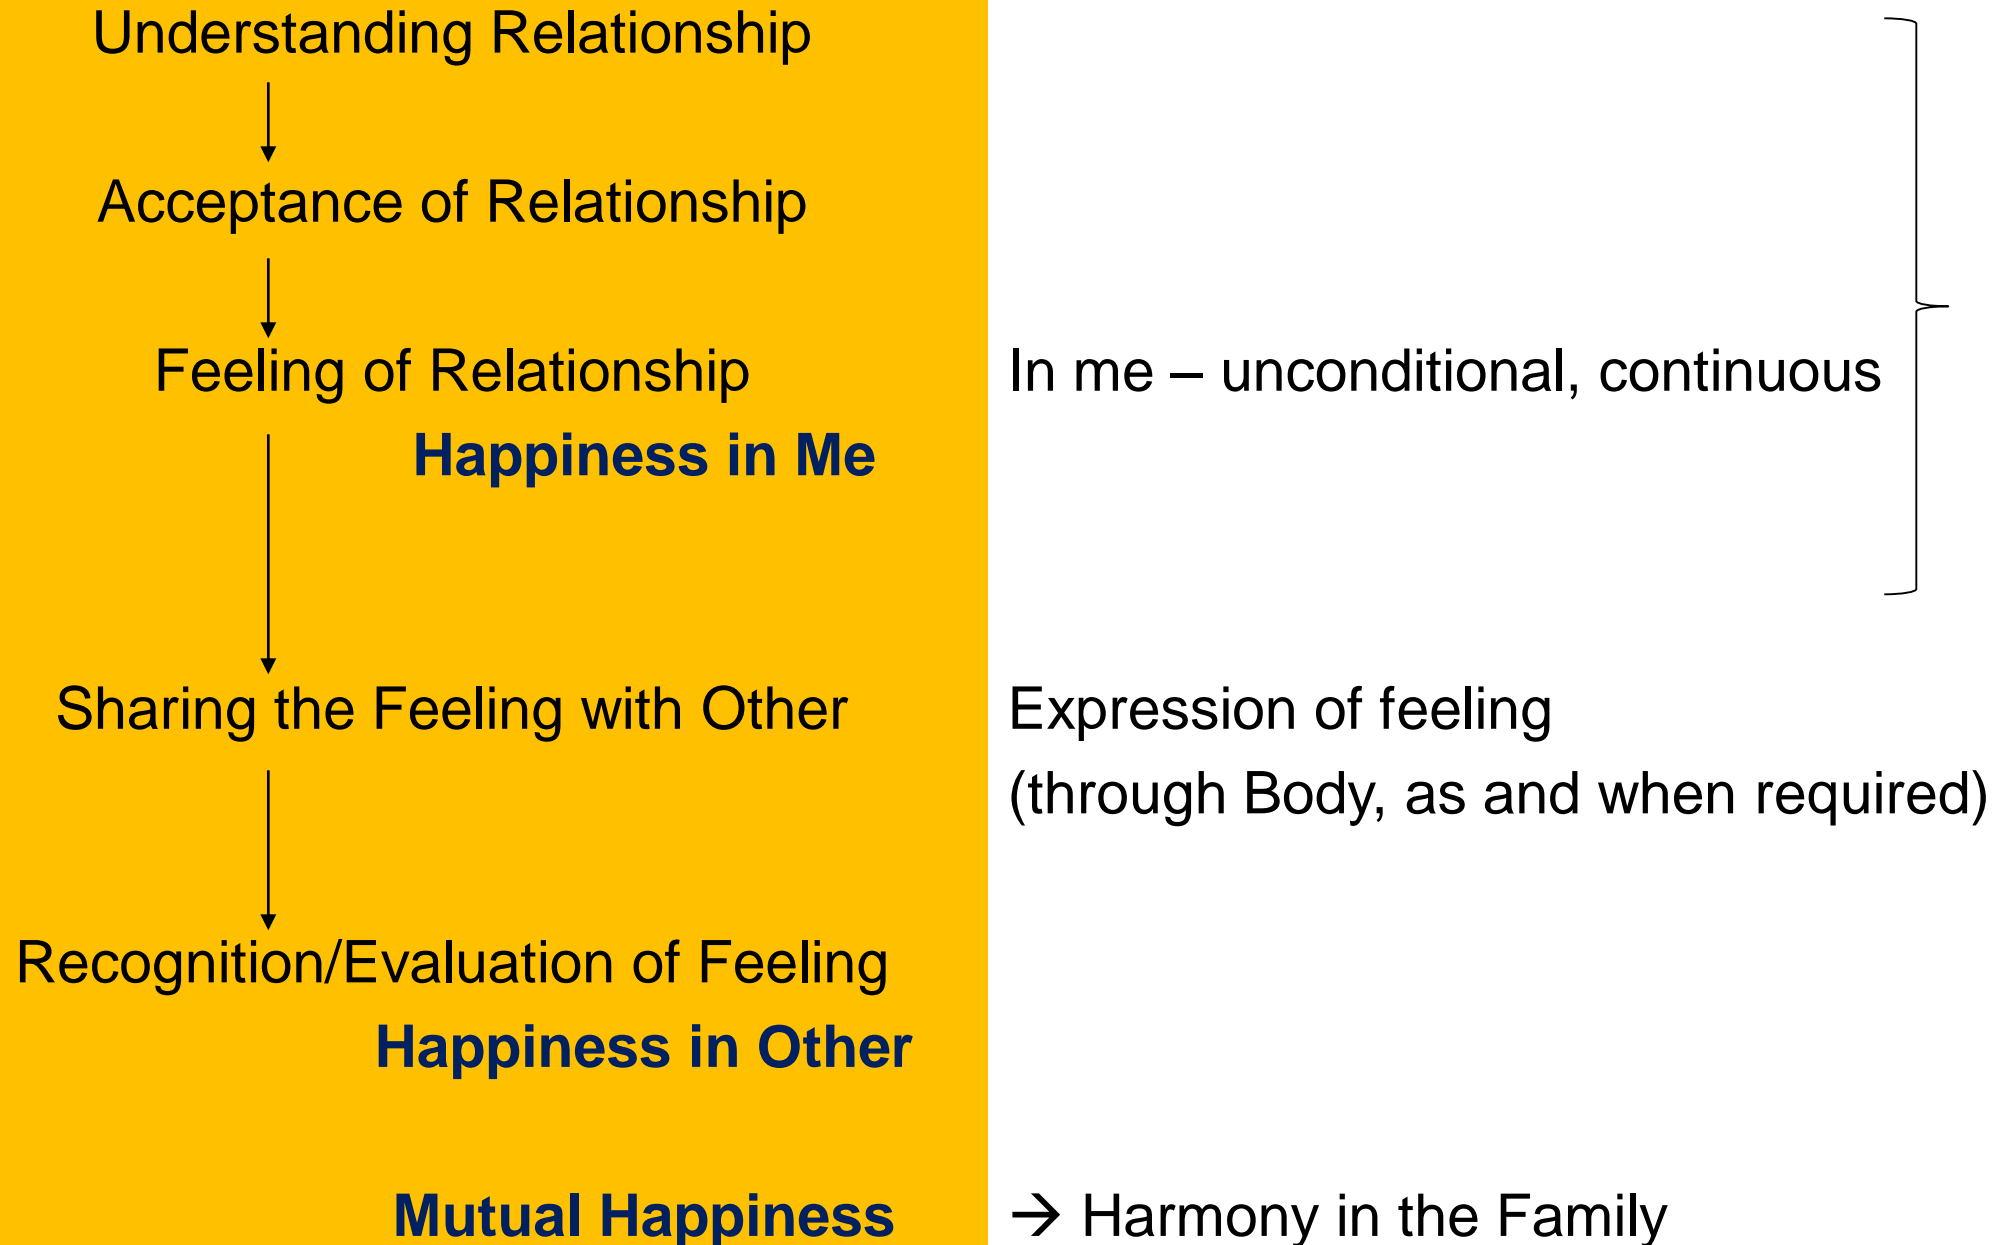 Understanding Relationship
Acceptance of Relationship
Feeling of Relationship
In me – unconditional, continuous
Happiness in Me
Sharing the Feeling with Other
Expression of feeling
(through Body, as and when required)
Recognition/Evaluation of Feeling
Happiness in Other
Mutual Happiness
→ Harmony in the Family